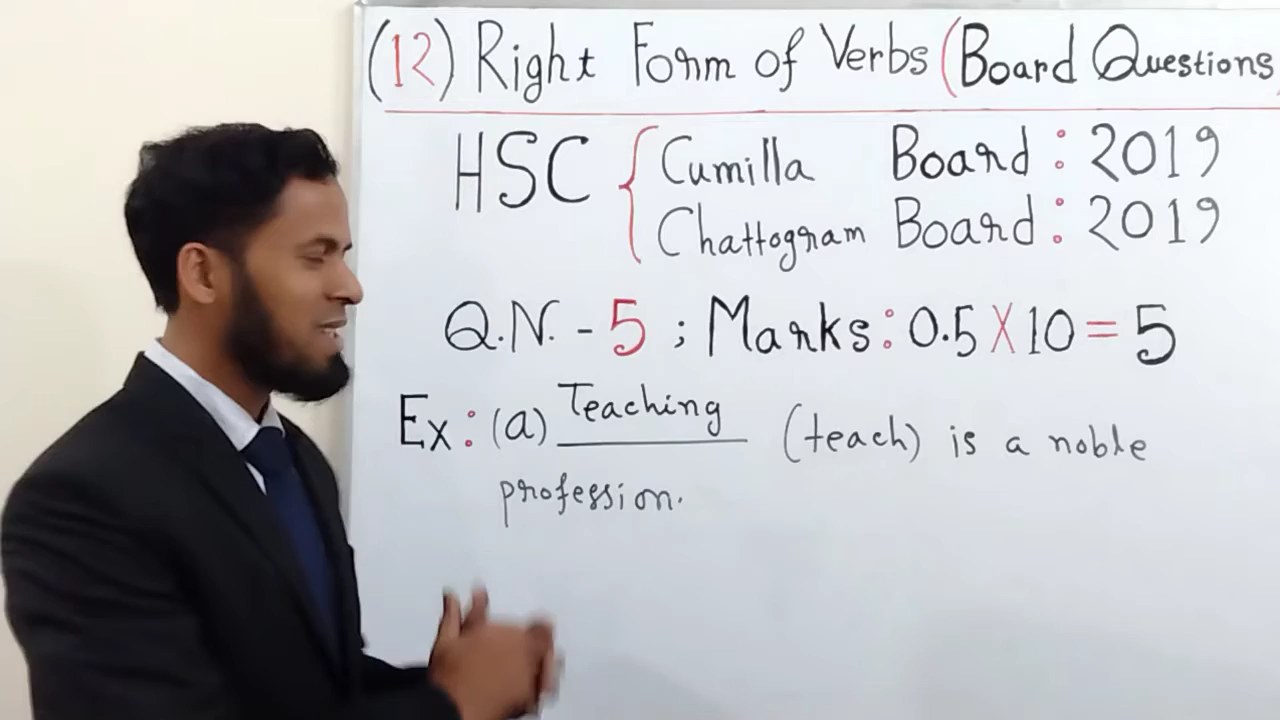 (12) Right Form of Verbs (Board Questions)
HSC { Cumilla Board : 2019
Chattogram Board : 2019
Q.N. - 5 ; Marks : 0.5 X 10 = 5
Ex : (a) Teaching (teach) is a noble
profession.